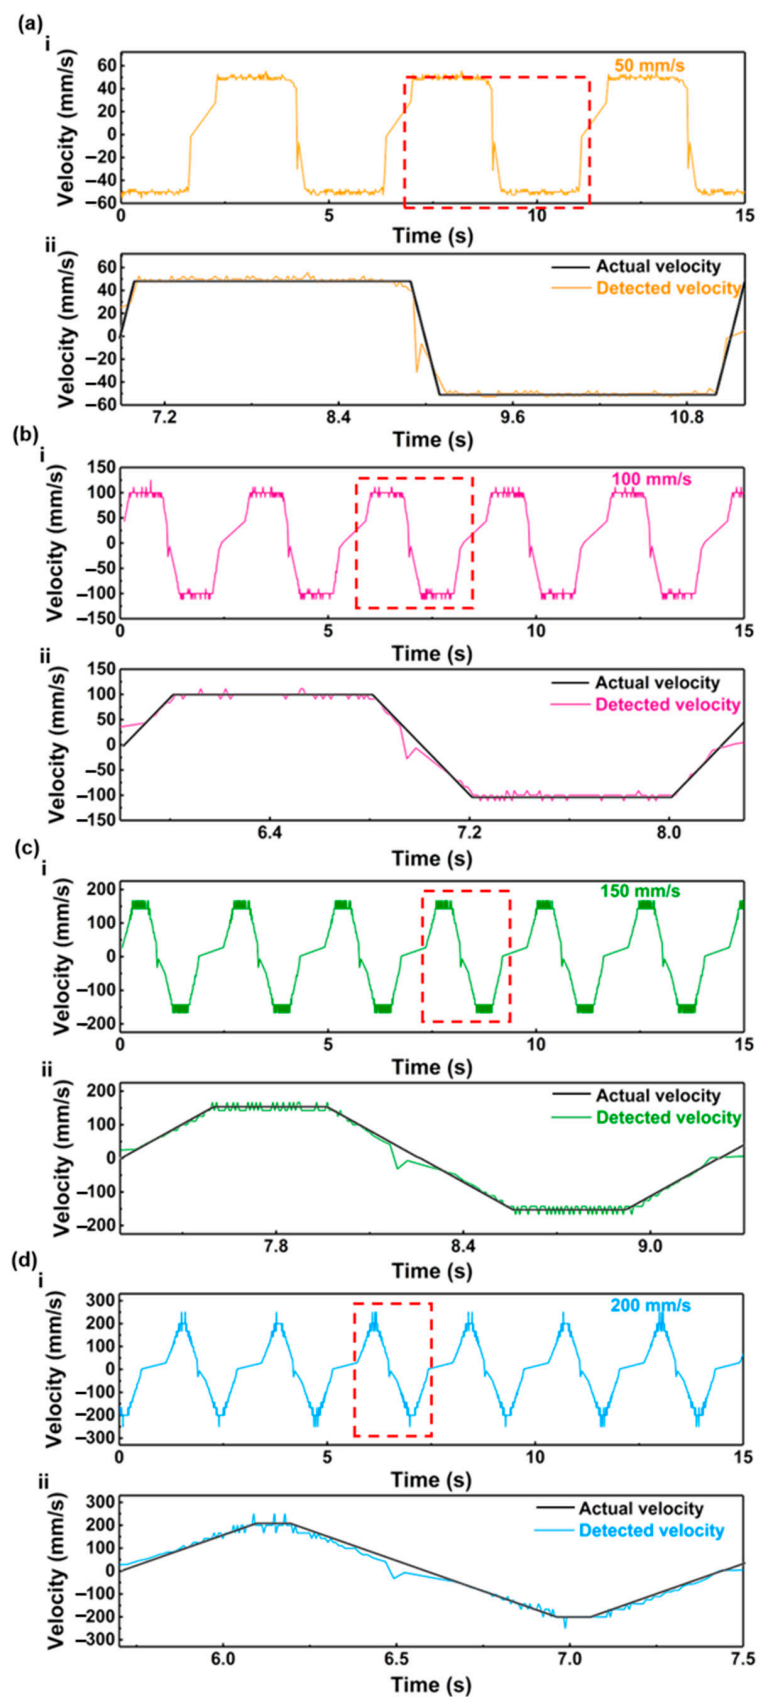 (a)
i
Velocity (mm/s)
60
40
20
0
−20
−40
−60
50 mm/s
0 5 10 15
Time (s)
ii
Velocity (mm/s)
60
40
20
0
−20
−40
−60
Actual velocity
Detected velocity
7.2 8.4 9.6 10.8
Time (s)
(b)
i
Velocity (mm/s)
150
100
50
0
−50
−100
−150
100 mm/s
0 5 10 15
Time (s)
ii
Velocity (mm/s)
150
100
50
0
−50
−100
−150
Actual velocity
Detected velocity
6.4 7.2 8.0
Time (s)
(c)
i
Velocity (mm/s)
200
100
0
−100
−200
150 mm/s
0 5 10 15
Time (s)
ii
Velocity (mm/s)
200
100
0
−100
−200
Actual velocity
Detected velocity
7.8 8.4 9.0
Time (s)
(d)
i
Velocity (mm/s)
300
200
100
0
−100
−200
−300
200 mm/s
0 5 10 15
Time (s)
ii
Velocity (mm/s)
300
200
100
0
−100
−200
−300
Actual velocity
Detected velocity
6.0 6.5 7.0 7.5
Time (s)